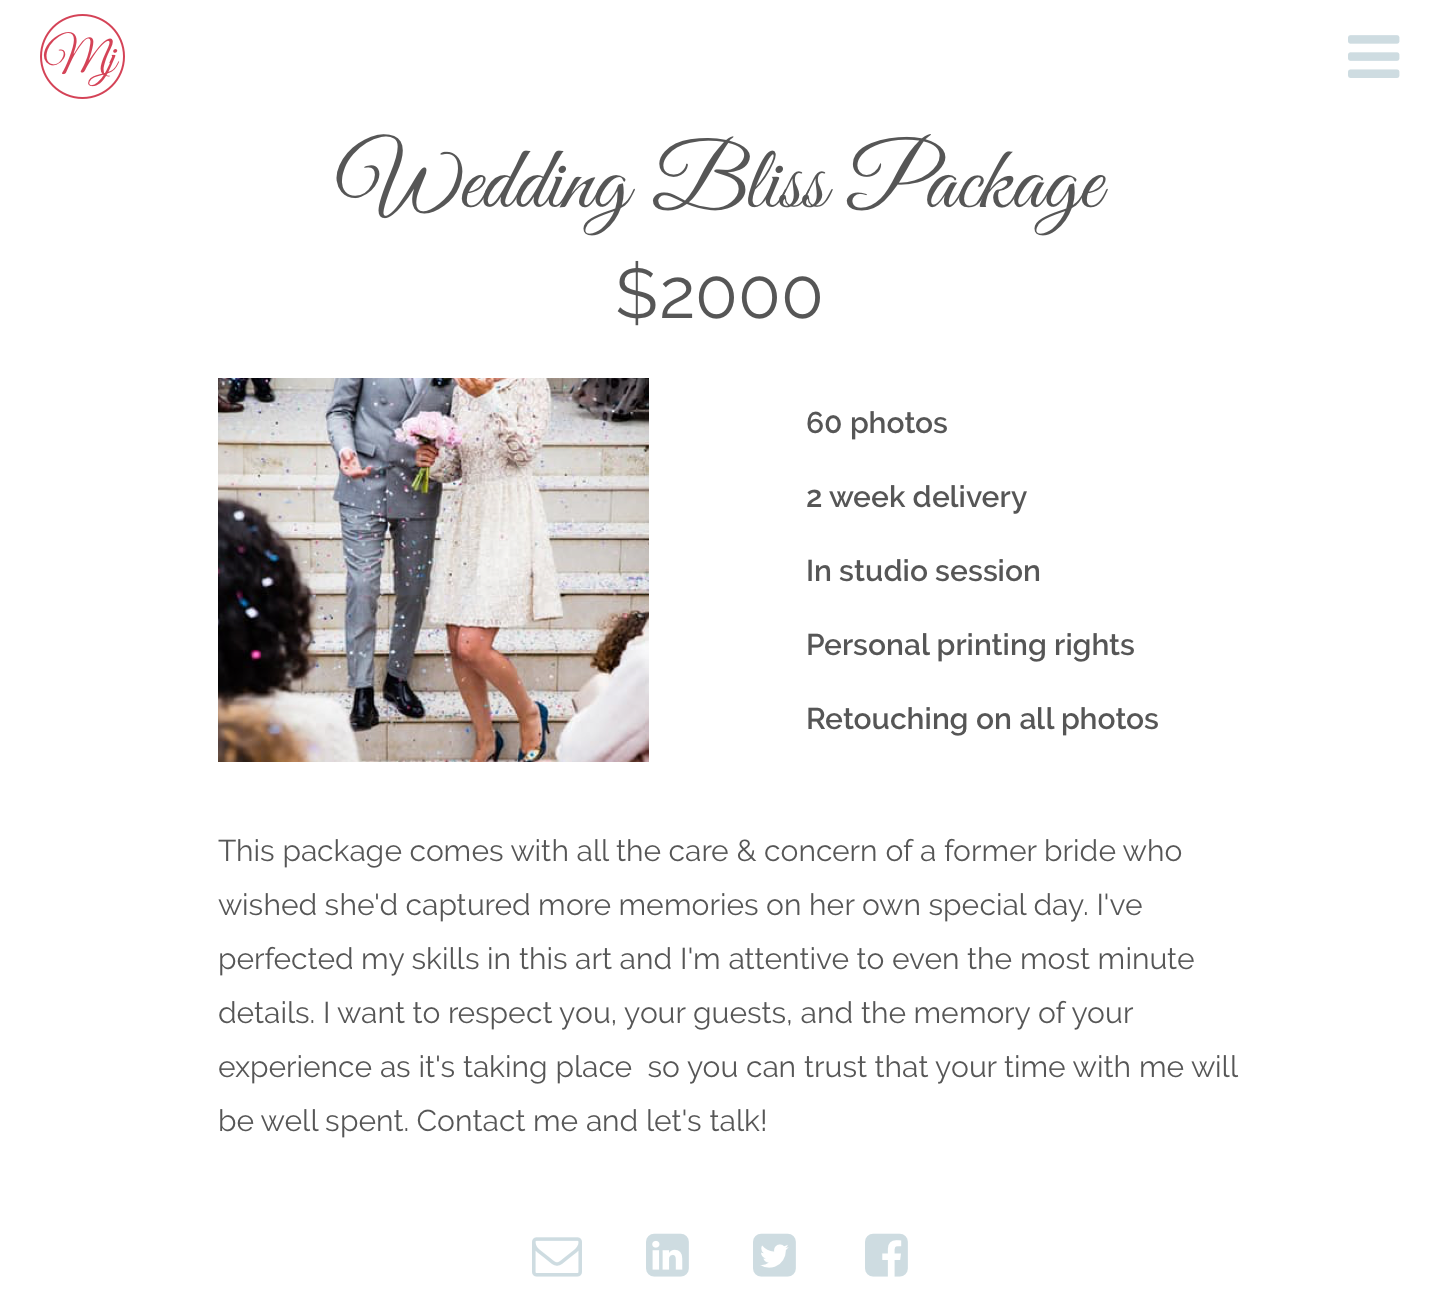 Mj
Wedding Bliss Package
$2000
60 photos
2 week delivery
In studio session
Personal printing rights
Retouching on all photos
This package comes with all the care & concern of a former bride who
wished she'd captured more memories on her own special day. I've
perfected my skills in this art and I'm attentive to even the most minute
details. I want to respect you, your guests, and the memory of your
experience as it's taking place  so you can trust that your time with me will
be well spent. Contact me and let's talk!
in
f